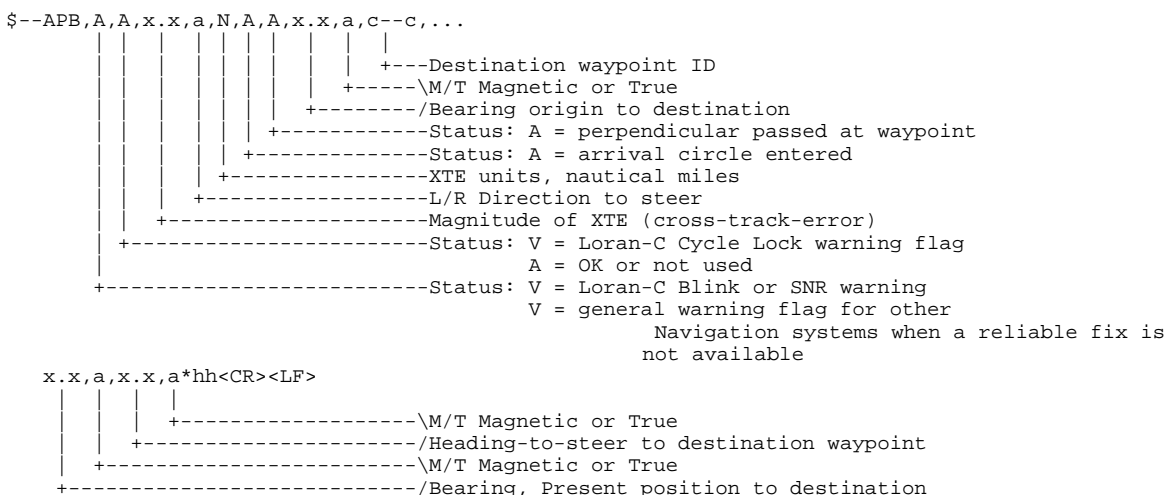 $--APB,A,A,x.x,a,N,A,A,x.x,a,c--c,...
| | | | | | | | | |
| | | | | | | | | | +---Destination waypoint ID
| | | | | | | | | +-----\M/T Magnetic or True
| | | | | | | | +--------/Bearing origin to destination
| | | | | | | +------------Status: A = perpendicular passed at waypoint
| | | | | | +--------------Status: A = arrival circle entered
| | | | +----------------XTE units, nautical miles
| | | +------------------L/R Direction to steer
| | +---------------------Magnitude of XTE (cross-track-error)
| +------------------------Status: V = Loran-C Cycle Lock warning flag
| A = OK or not used
+--------------------------Status: V = Loran-C Blink or SNR warning
V = general warning flag for other
Navigation systems when a reliable fix is
not available
x.x,a,x.x,a*hh<CR><LF>
| | | |
| | | +------------------\M/T Magnetic or True
| | +---------------------/Heading-to-steer to destination waypoint
| +------------------------\M/T Magnetic or True
+---------------------------/Bearing, Present position to destination